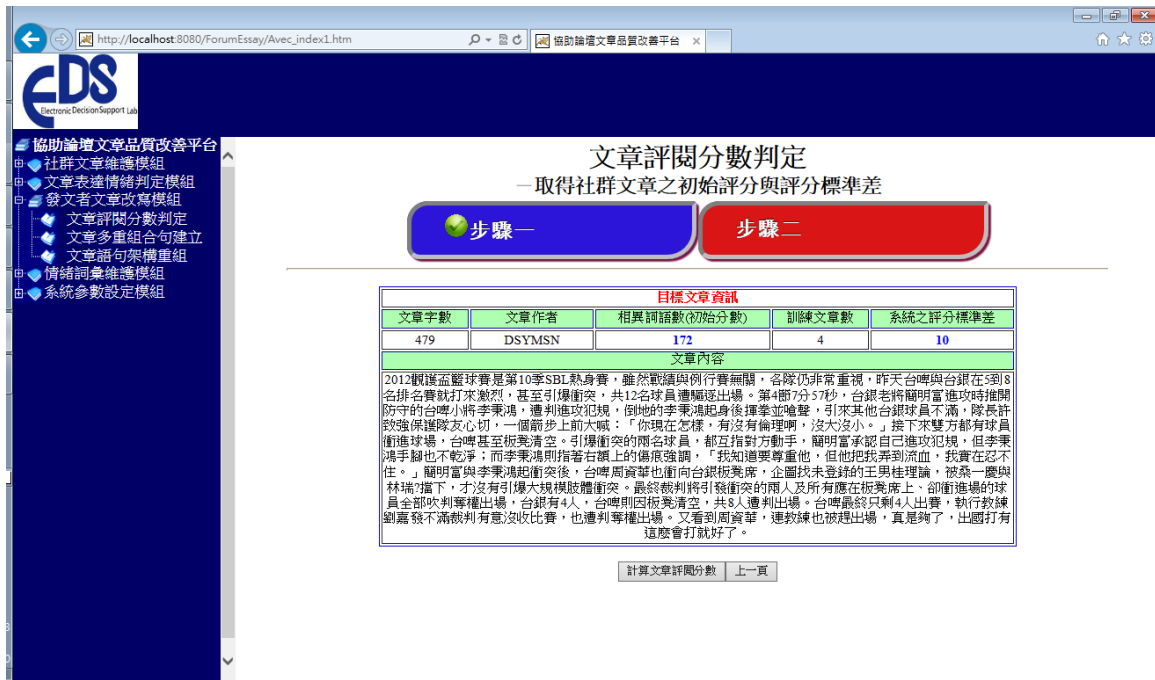 http://localhost:8080/ForumEssay/Avec_index1.htm
協助論壇文章品質改善平台
EDS
Electronic Decision Support Lab
協助論壇文章品質改善平台
社群文章維護模組
文章表達情緒判定模組
發文者文章改寫模組
文章評閱分數判定
文章多重組合句建立
文章語句架構重組
情緒詞彙維護模組
系統參數設定模組
文章評閱分數判定
－取得社群文章之初始評分與評分標準差
步驟一
步驟二
目標文章資訊
文章字數 文章作者 相異詞語數(初始分數) 訓練文章數 系統之評分標準差
479 DSYMSN 172 4 10
文章內容
2012觀護盃籃球賽是第10季SBL熱身賽，雖然戰績與例行賽無關，各隊仍非常重視，昨天台啤與台銀在5到8
名排名賽就打來激烈，甚至引爆衝突，共12名球員遭驅逐出場。第4節7分57秒，台銀老將簡明富進攻時推開
防守的台啤小將李秉鴻，遭判進攻犯規，倒地的李秉鴻起身後揮拳並嗆聲，引來其他台銀球員不滿，隊長許
致強保護隊友心切，一個箭步上前大喊：「你現在怎樣，有沒有倫理啊，沒大沒小。」接下來雙方都有球員
衝進球場，台啤甚至板凳清空。引爆衝突的兩名球員，都互指對方動手，簡明富承認自己進攻犯規，但李秉
鴻手腳也不乾淨；而李秉鴻則指著右額上的傷痕強調，「我知道要尊重他，但他把我弄到流血，我實在忍不
住。」簡明富與李秉鴻起衝突後，台啤周資華也衝向台銀板凳席，企圖找未登錄的王男桂理論，被桑一慶與
林瑞?擋下，才沒有引爆大規模肢體衝突。最終裁判將引發衝突的兩人及所有應在板凳席上、卻衝進場的球
員全部吹判奪權出場，台銀有4人，台啤則因板凳清空，共8人遭判出場。台啤最終只剩4人出賽，執行教練
劉嘉發不滿裁判有意沒收比賽，也遭判奪權出場。又看到周資華，連教練也被趕出場，真是夠了，出國打有
這麼會打就好了。
計算文章評閱分數 上一頁